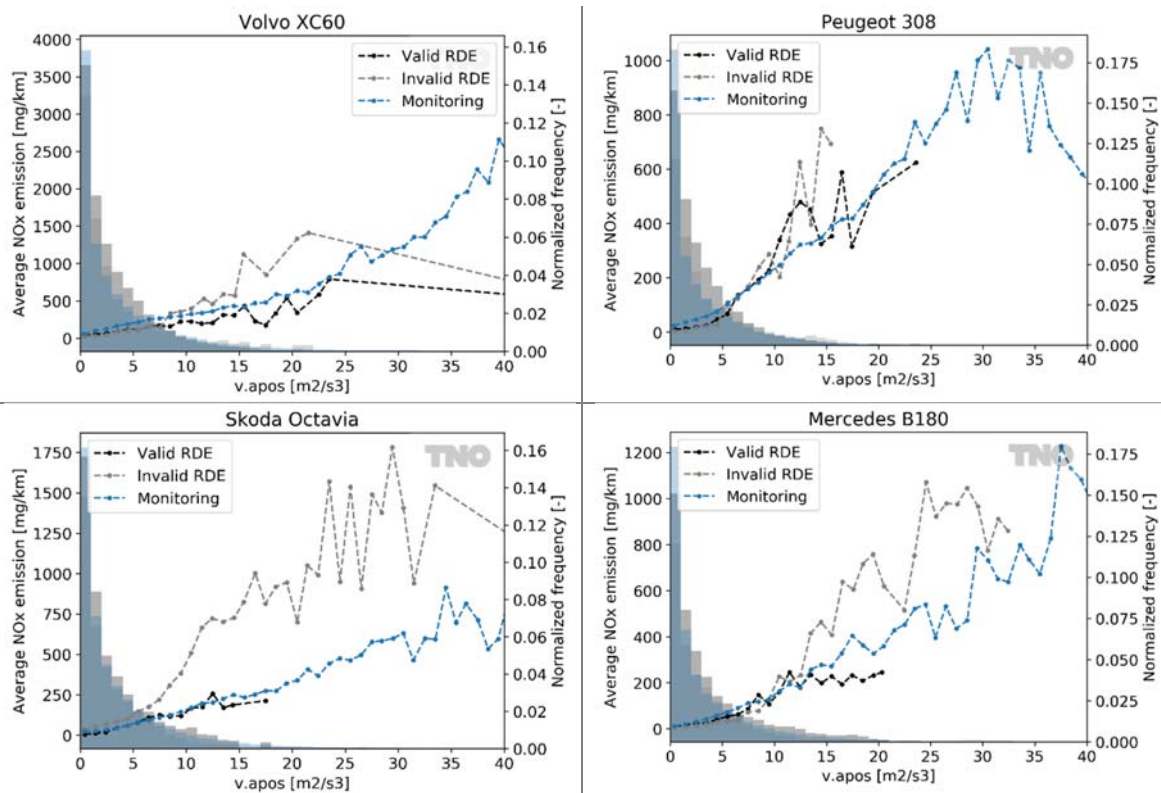 Volvo XC60
4000
3500
3000
2500
2000
1500
1000
500
0
Average NOx emission [mg/km]
Valid RDE
Invalid RDE
Monitoring
TNO
0.16
0.14
0.12
0.10
0.08
0.06
0.04
0.02
0.00
Normalized frequency [-]
0 5 10 15 20 25 30 35 40
v.apos [m2/s3]
Peugeot 308
1000
800
600
400
200
0
Average NOx emission [mg/km]
Valid RDE
Invalid RDE
Monitoring
TNO
0.175
0.150
0.125
0.100
0.075
0.050
0.025
0.000
Normalized frequency [-]
0 5 10 15 20 25 30 35 40
v.apos [m2/s3]
Skoda Octavia
1750
1500
1250
1000
750
500
250
0
Average NOx emission [mg/km]
Valid RDE
Invalid RDE
Monitoring
TNO
0.16
0.14
0.12
0.10
0.08
0.06
0.04
0.02
0.00
Normalized frequency [-]
0 5 10 15 20 25 30 35 40
v.apos [m2/s3]
Mercedes B180
1200
1000
800
600
400
200
0
Average NOx emission [mg/km]
Valid RDE
Invalid RDE
Monitoring
TNO
0.175
0.150
0.125
0.100
0.075
0.050
0.025
0.000
Normalized frequency [-]
0 5 10 15 20 25 30 35 40
v.apos [m2/s3]